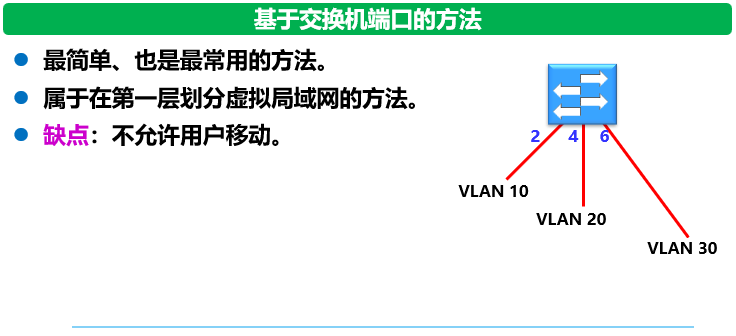 基于交换机端口的方法
最简单、也是最常用的方法。
属于在第一层划分虚拟局域网的方法。
缺点：不允许用户移动。
2 4 6
VLAN 10
VLAN 20
VLAN 30